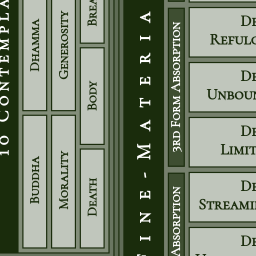 10 Contempla
Dhamma
Buddha
Generosity
Morality
Brea
Body
Death
ine-Materia
3rd Form Absorption
Absorption
De
Refulg
De
Unboun
De
Limit
De
Streami
De